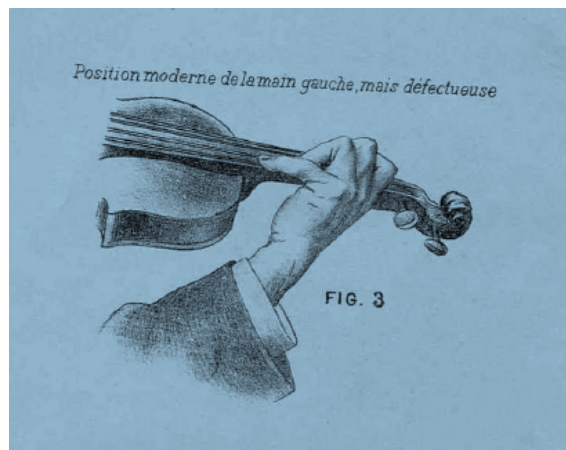 Position moderne de la main gauche, mais défectueuse
FIG. 3